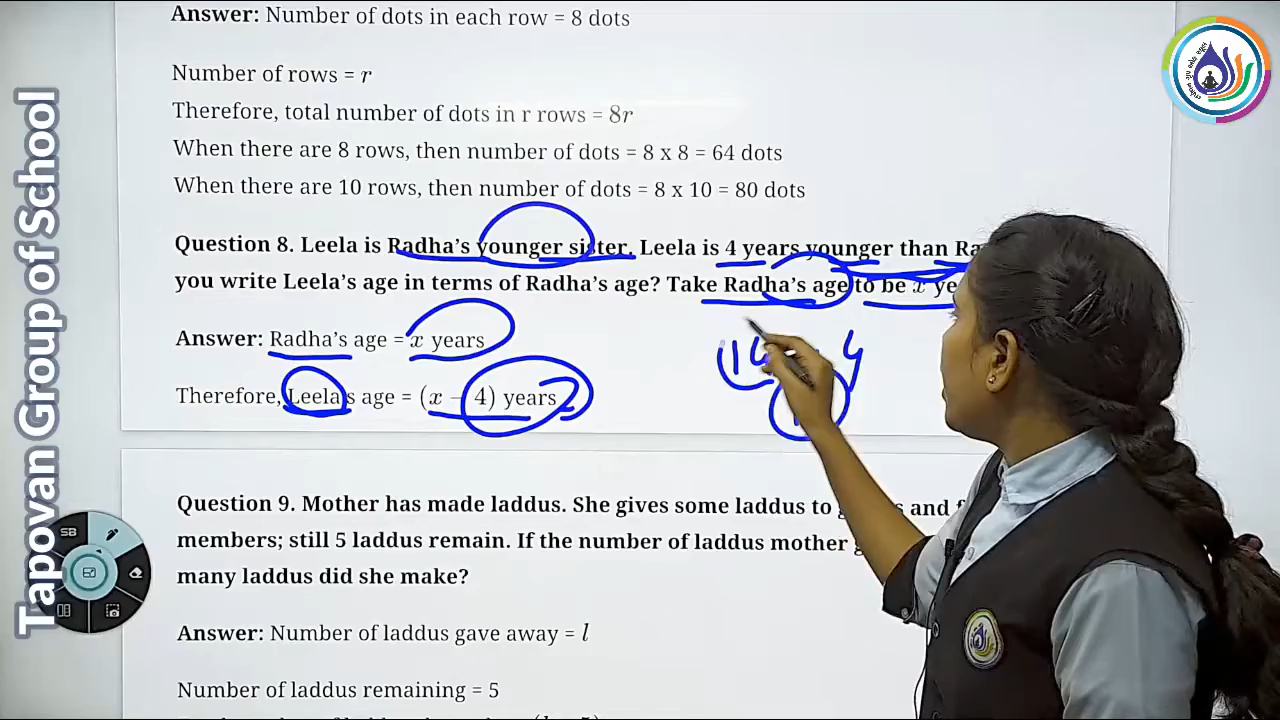 Answer: Number of dots in each row = 8 dots
Number of rows = r
Therefore, total number of dots in r rows = 8r
When there are 8 rows, then number of dots = 8 x 8 = 64 dots
When there are 10 rows, then number of dots = 8 x 10 = 80 dots
Question 8. Leela is Radha's younger sister. Leela is 4 years younger than
you write Leela's age in terms of Radha's age? Take Radha's age to be x
Answer: Radha's age = x years
Therefore, Leela's age = (x − 4) years
4
Question 9. Mother has made laddus. She gives some laddus to and
members; still 5 laddus remain. If the number of laddus mother
many laddus did she make?
Answer: Number of laddus gave away = l
Number of laddus remaining = 5
Tapovan Group of School
SB